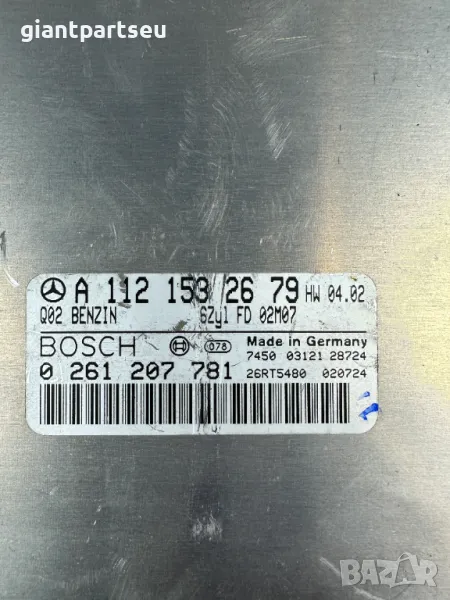 giantpartseu
A 112 153 26 79 HW 04.02
Q02 BENZIN 6Zyl FD 02M07
BOSCH 078 Made in Germany
7450 03121 28724
0 261 207 781 26RT5480 020724
BAZAR